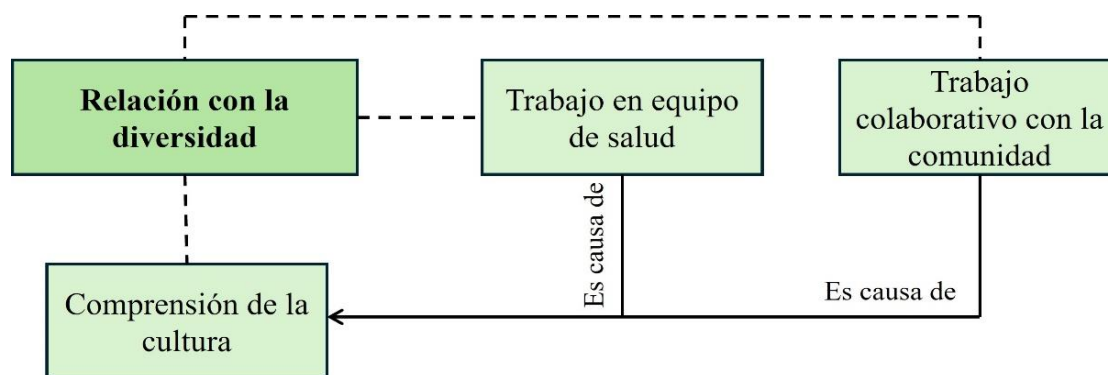 Relación con la
diversidad
Trabajo en equipo
de salud
Trabajo
colaborativo con la
comunidad
Es causa de
Es causa de
Comprensión de la
cultura